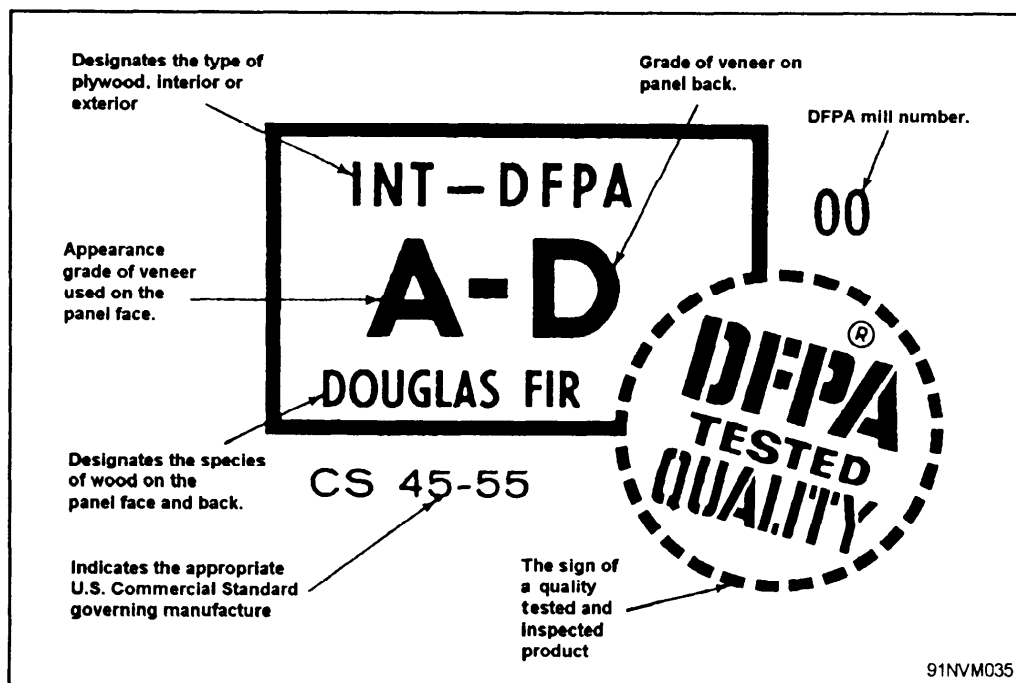 Designates the type of
plywood, interior or
exterior
Grade of veneer on
panel back.
DFPA mill number.
INT–DFPA
00
Appearance
grade of veneer
used on the
panel face.
A-D
DOUGLAS FIR
®
DFPA
TESTED
QUALITY
Designates the species
of wood on the
panel face and back.
CS 45-55
Indicates the appropriate
U.S. Commercial Standard
governing manufacture
The sign of
a quality
tested and
inspected
product
91NVM035